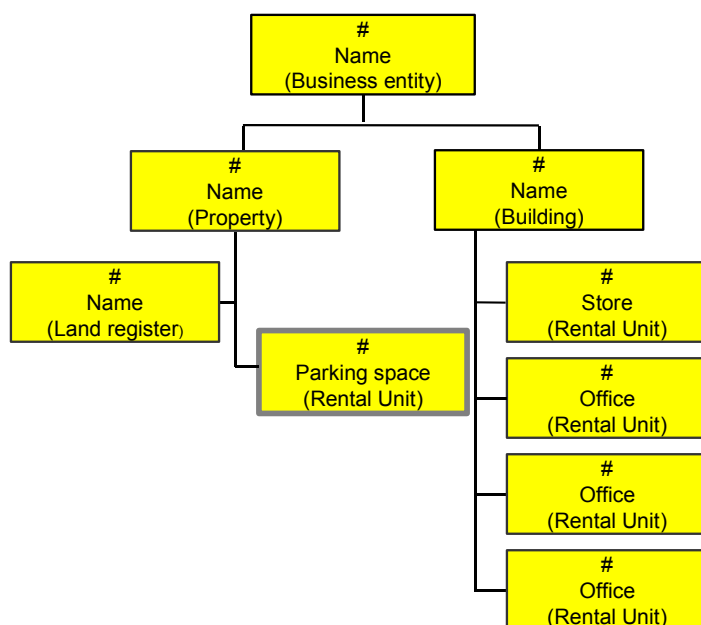 #
Name
(Business entity)
#
Name
(Property)
#
Name
(Building)
#
Name
(Land register)
#
Store
(Rental Unit)
#
Parking space
(Rental Unit)
#
Office
(Rental Unit)
#
Office
(Rental Unit)
#
Office
(Rental Unit)